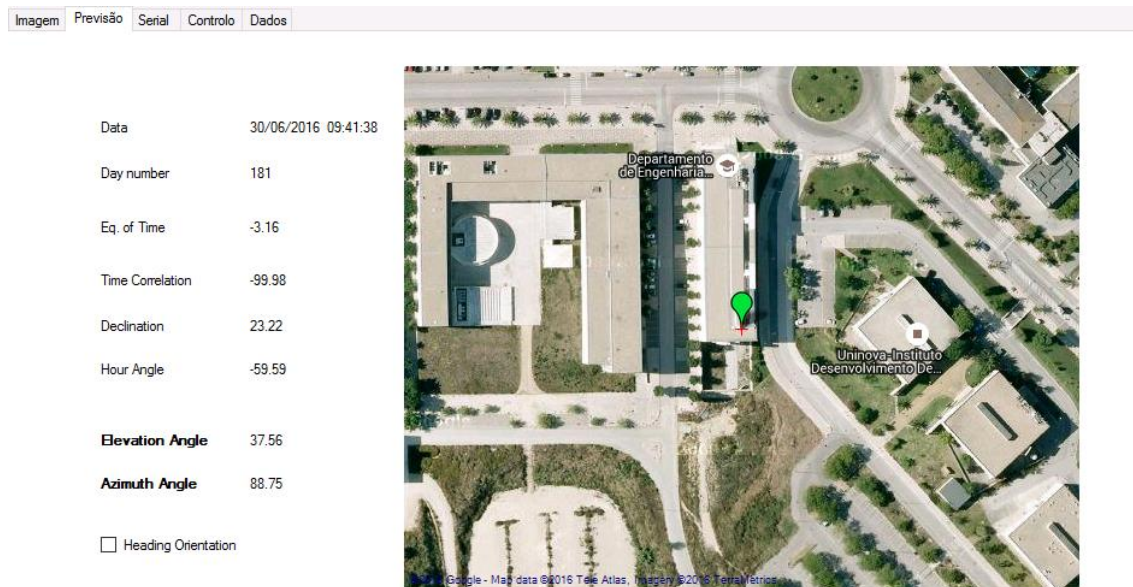 Imagem Previsão Serial Controlo Dados
Data 30/06/2016 09:41:38
Day number 181
Eq. of Time -3.16
Time Correlation -99.98
Declination 23.22
Hour Angle -59.59
Elevation Angle 37.56
Azimuth Angle 88.75
Heading Orientation
Departamento
de Engenharia...
Uninova-Instituto
Desenvolvimento De...
Google - Map data ©2016 Tele Atlas, Imagery ©2016 TerraMetrics